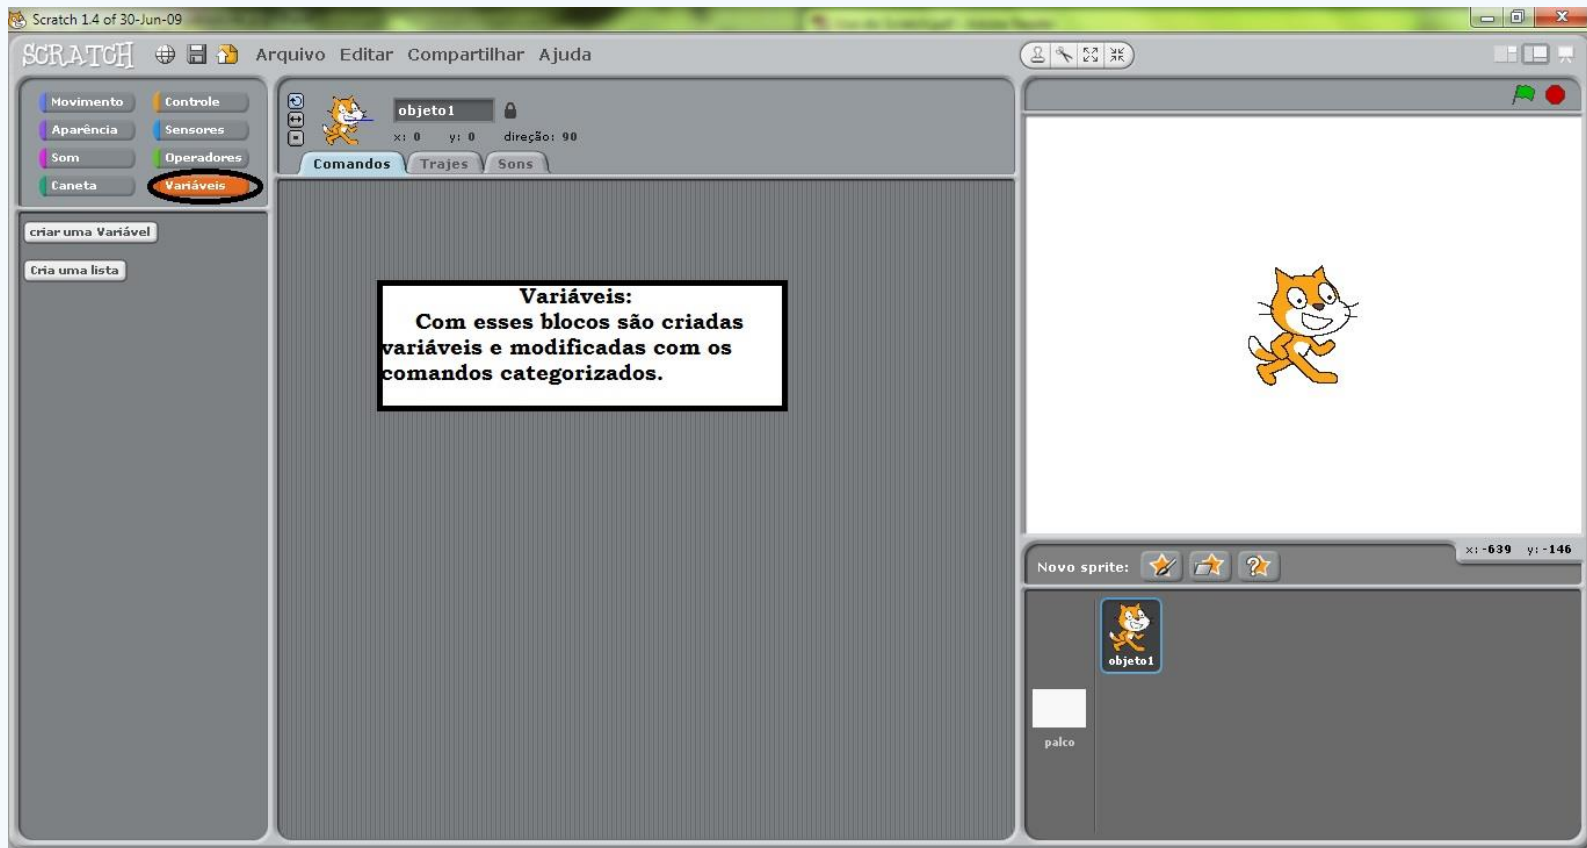 Scratch 1.4 of 30-Jun-09
SCRATCH Arquivo Editar Compartilhar Ajuda
Movimento Controle
Aparência Sensores
Som Operadores
Caneta Variáveis
criar uma Variável
Cria uma lista
objeto1
x: 0 y: 0 direção: 90
Comandos Trajes Sons
Variáveis:
Com esses blocos são criadas
variáveis e modificadas com os
comandos categorizados.
x: -639 y: -146
Novo sprite:
objeto1
palco